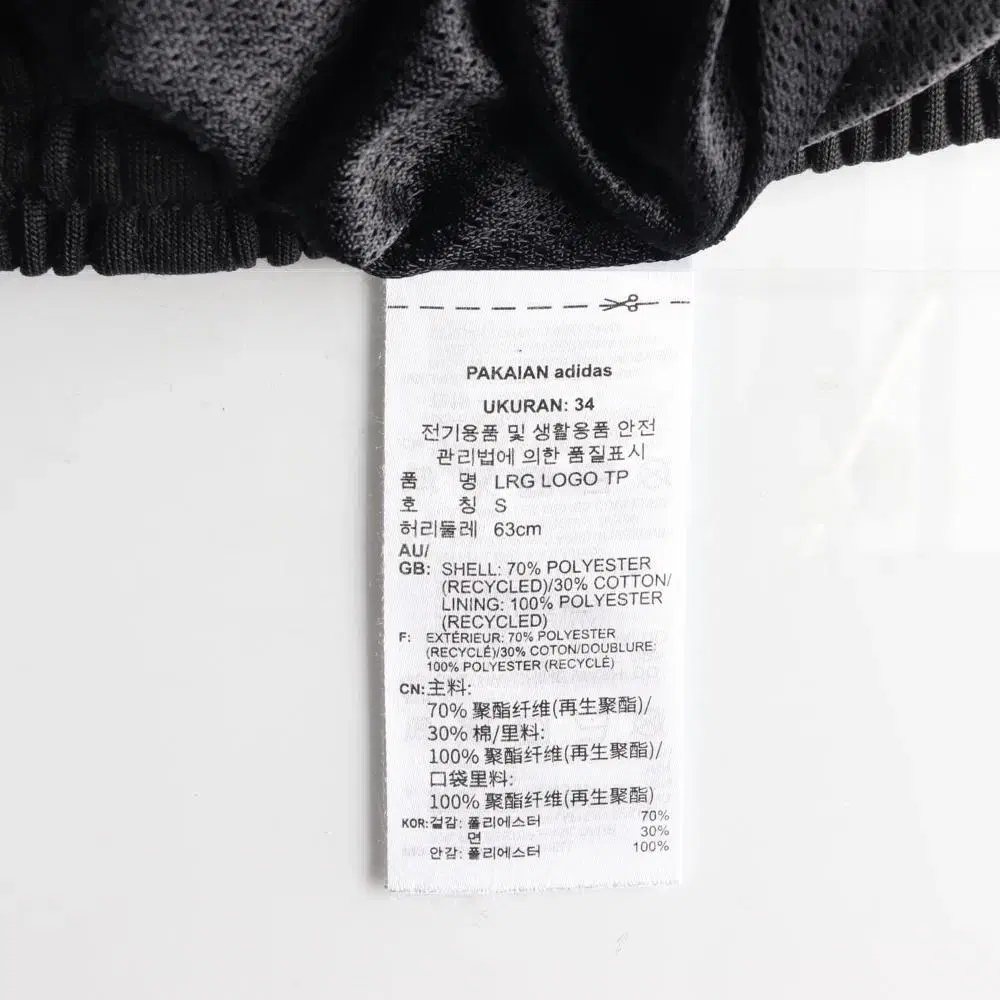 PAKAIAN adidas
UKURAN: 34
전기용품 및 생활용품 안전
관리법에 의한 품질표시
품 명 LRG LOGO TP
호 칭 S
허리둘레 63cm
AU/
GB: SHELL: 70% POLYESTER
(RECYCLED)/30% COTTON/
LINING: 100% POLYESTER
(RECYCLED)
F: EXTÉRIEUR: 70% POLYESTER
(RECYCLÉ)/30% COTON/DOUBLURE:
100% POLYESTER (RECYCLÉ)
CN: 主料:
70% 聚酯纤维(再生聚酯)/
30% 棉/里料:
100% 聚酯纤维(再生聚酯)/
口袋里料:
100% 聚酯纤维(再生聚酯)
KOR: 겉감: 폴리에스터 70%
면 30%
안감: 폴리에스터 100%